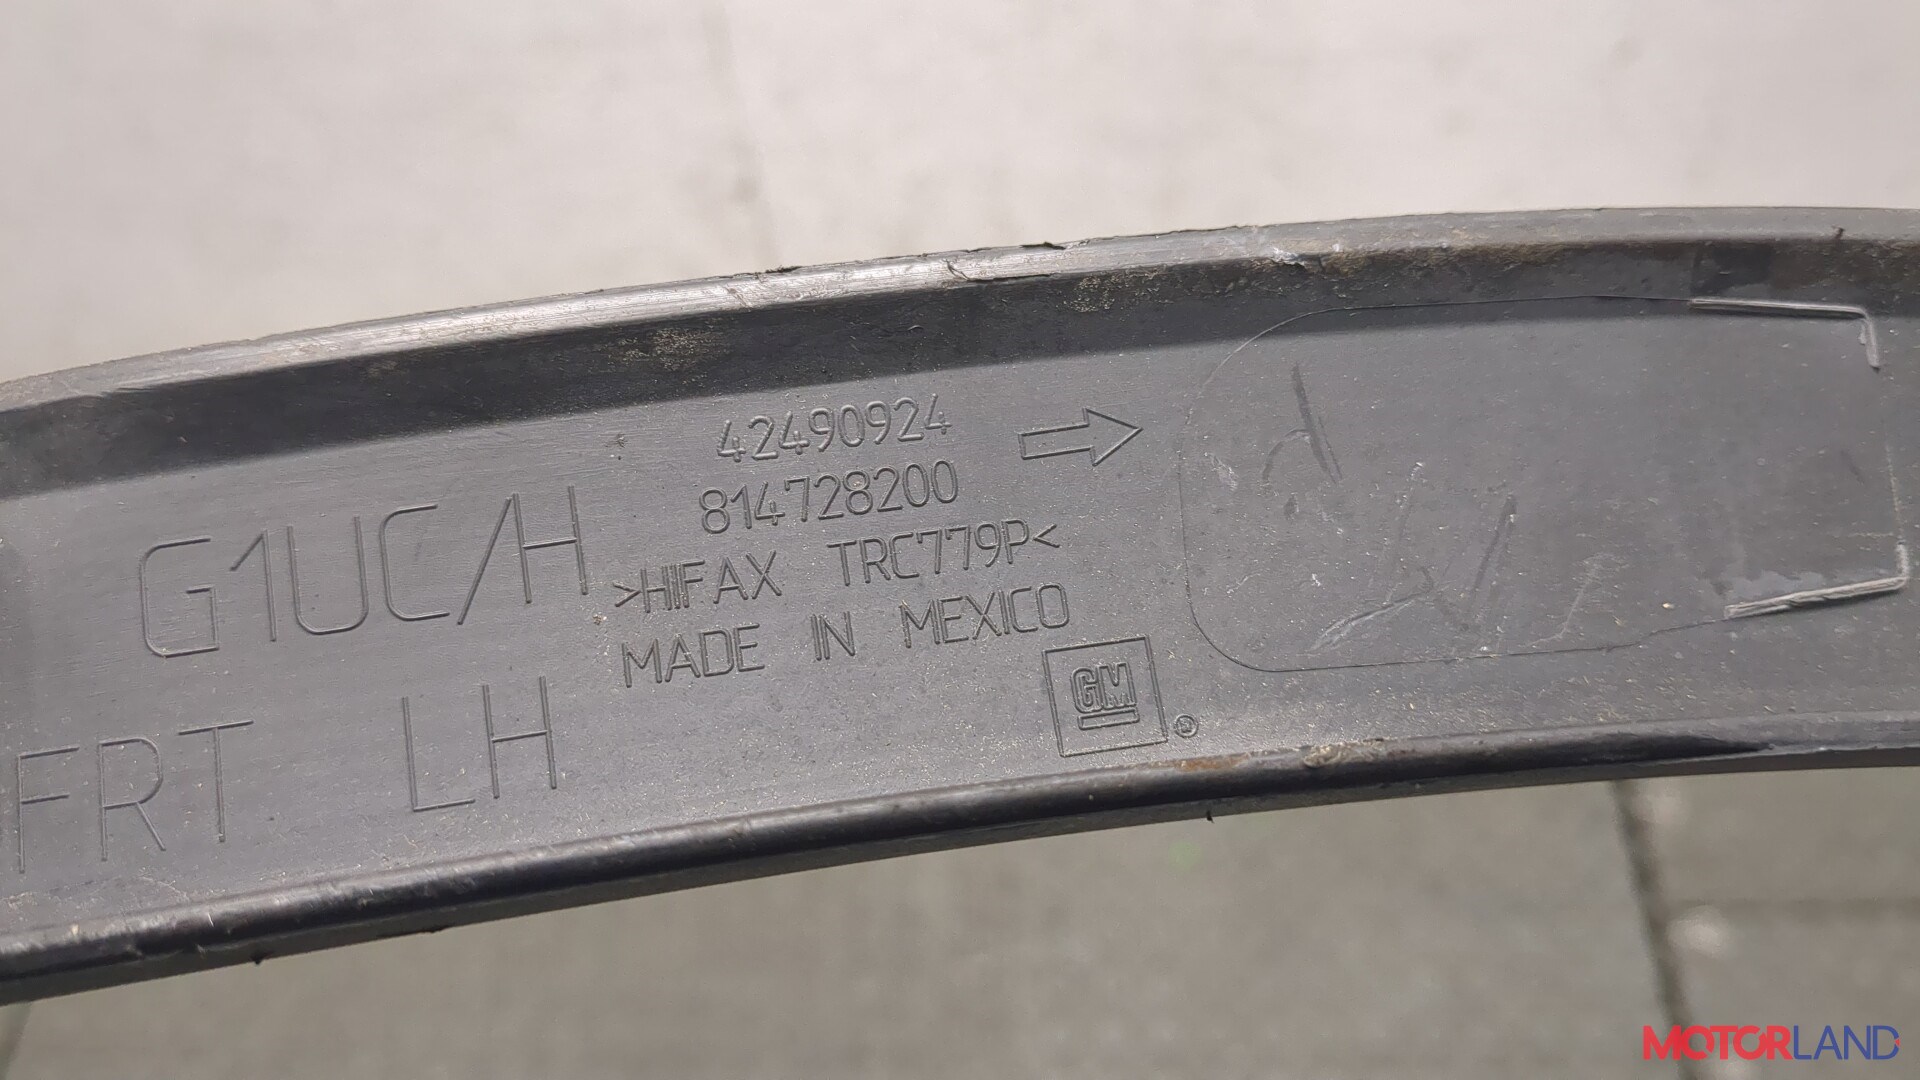 42490924
814728200
G1UC/H
>HIFAX TRC779P<
MADE IN MEXICO
FRT LH
GM
®
MOTORLAND